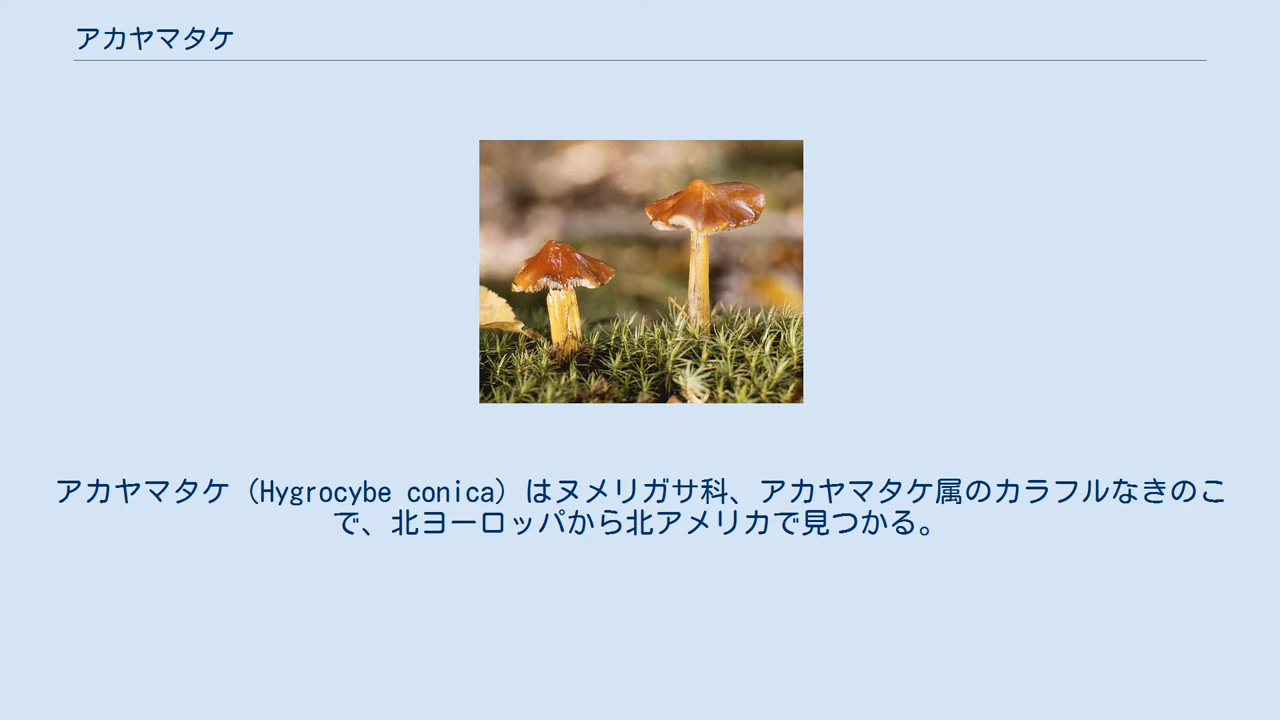 アカヤマタケ
アカヤマタケ（Hygrocybe conica）はヌメリガサ科、アカヤマタケ属のカラフルなきのこ
で、北ヨーロッパから北アメリカで見つかる。